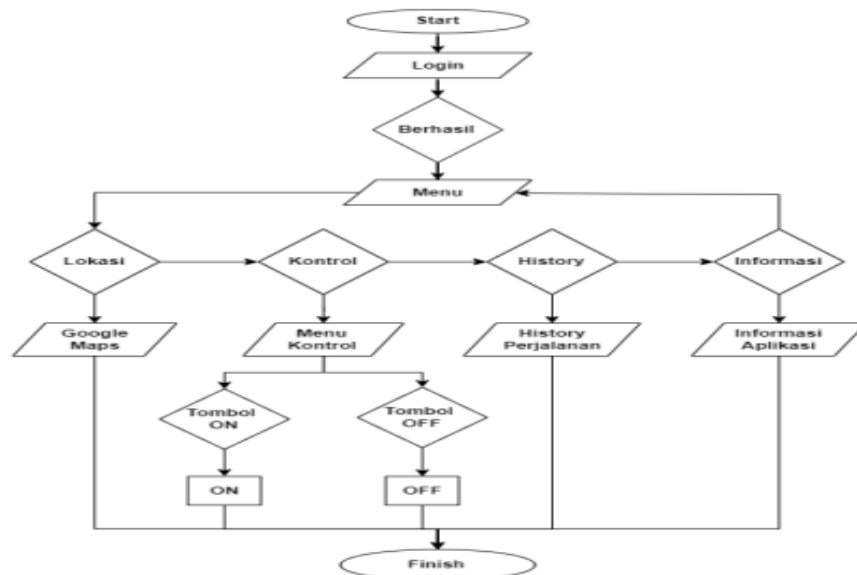 Start
Login
Berhasil
Menu
Lokasi
Kontrol
History
Informasi
Google
Maps
Menu
Kontrol
History
Perjalanan
Informasi
Aplikasi
Tombol
ON
Tombol
OFF
ON
OFF
Finish